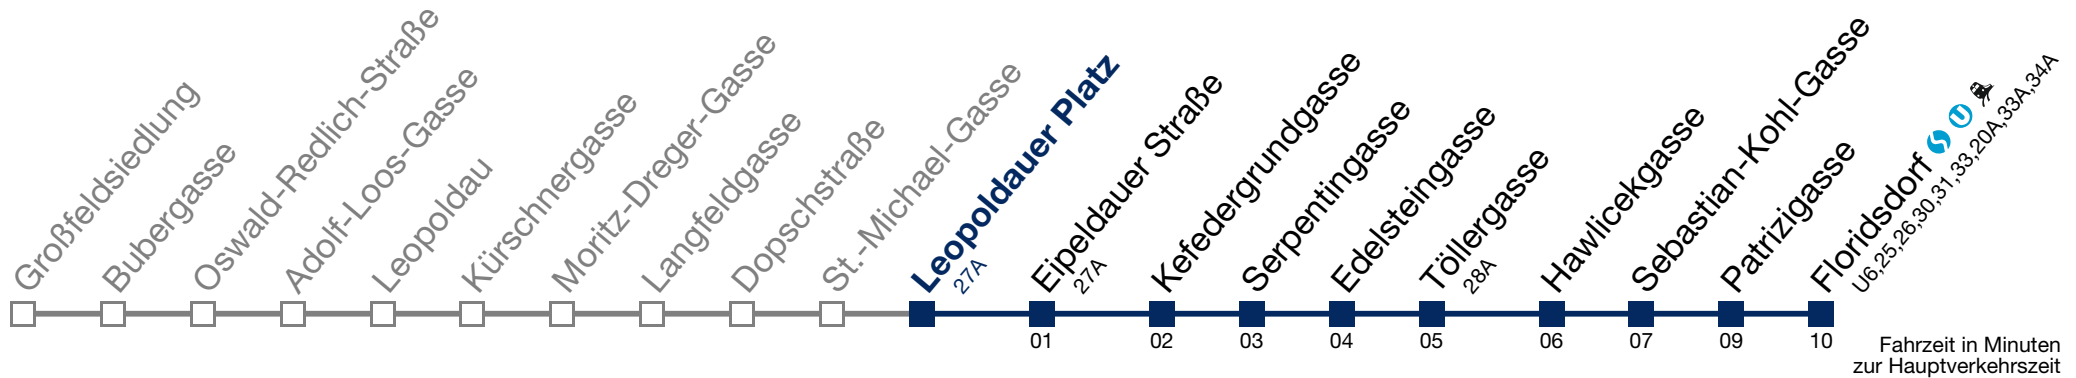 Großfeldsiedlung
Bubergasse
Oswald-Redlich-Straße
Adolf-Loos-Gasse
Leopoldau
Kürschnergasse
Moritz-Dreger-Gasse
Langfeldgasse
Dopschstraße
St.-Michael-Gasse
Leopoldauer Platz
27A
Eipeldauer Straße
27A
Kefedergrundgasse
Serpentingasse
Edelsteingasse
Töllergasse
28A
Hawlicekgasse
Sebastian-Kohl-Gasse
Patrizigasse
Floridsdorf S U
U6,25,26,30,31,33,20A,33A,34A
01 02 03 04 05 06 07 09 10
Fahrzeit in Minuten
zur Hauptverkehrszeit